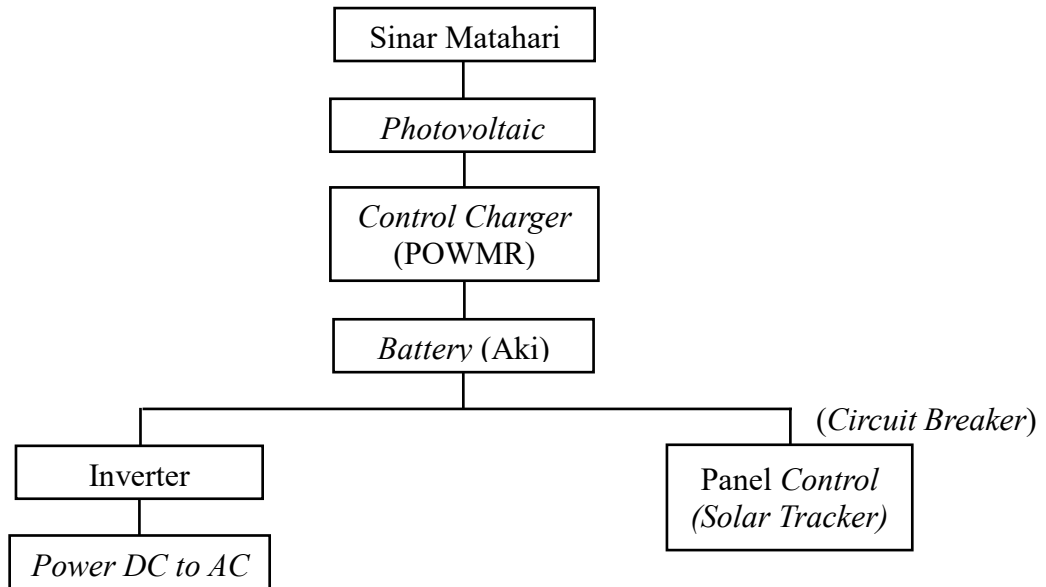 Sinar Matahari
Photovoltaic
Control Charger
(POWMR)
Battery (Aki)
(Circuit Breaker)
Inverter
Panel Control
(Solar Tracker)
Power DC to AC